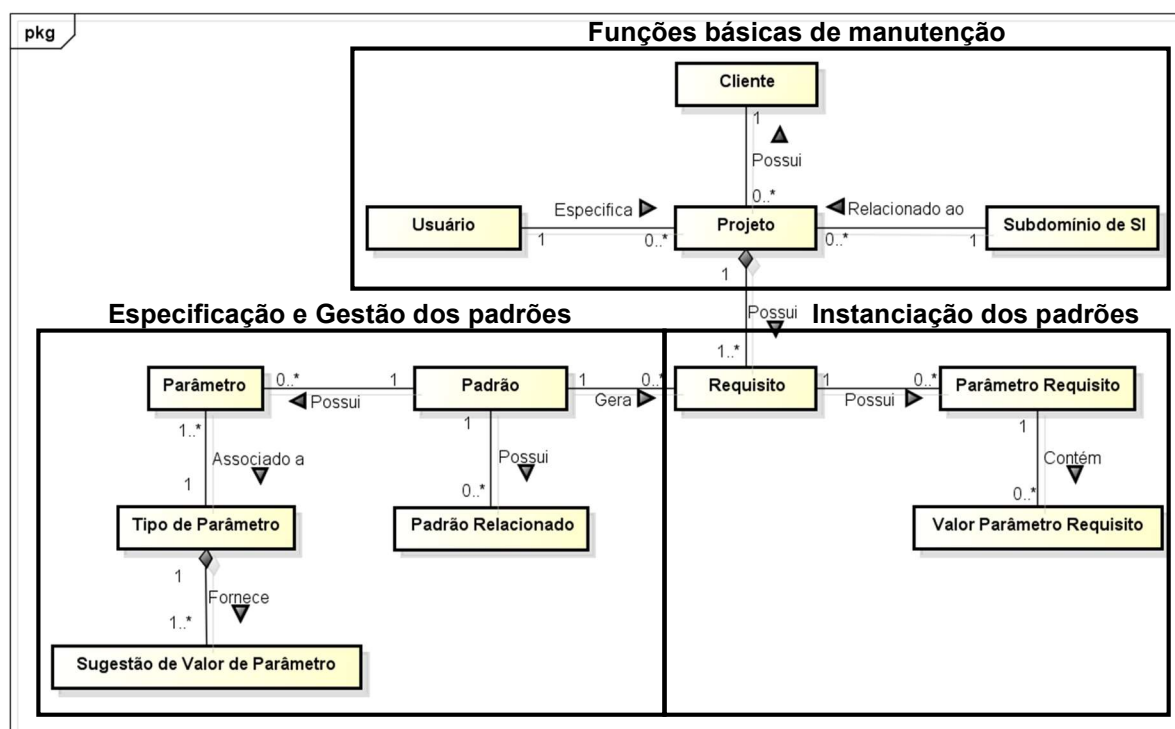 pkg
Funções básicas de manutenção
Cliente
1
Possui
0..*
Usuário
Especifica
1
0..*
Projeto
Relacionado ao
0..*
1
Subdomínio de SI
1
Possui
1..*
Especificação e Gestão dos padrões
Parâmetro
0..*
1
Possui
Padrão
1
0..*
Gera
1..*
Associado a
1
Tipo de Parâmetro
1
Possui
0..*
Padrão Relacionado
1
Fornece
1..*
Sugestão de Valor de Parâmetro
Instanciação dos padrões
Requisito
1
0..*
Possui
Parâmetro Requisito
1
Contém
0..*
Valor Parâmetro Requisito